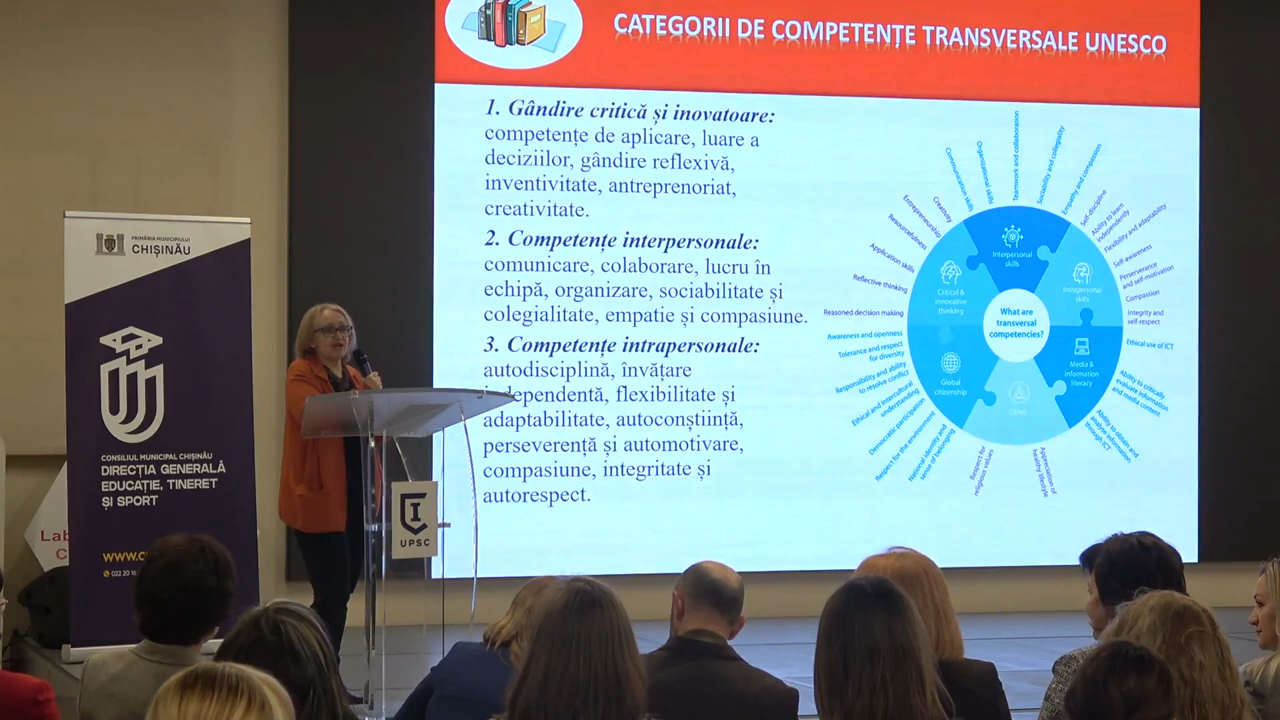 CATEGORII DE COMPETENȚE TRANSVERSALE UNESCO
1. Gândire critică și inovatoare:
competențe de aplicare, luare a
deciziilor, gândire reflexivă,
inventivitate, antreprenoriat,
creativitate.
2. Competențe interpersonale:
comunicare, colaborare, lucru în
echipă, organizare, sociabilitate și
colegialitate, empatie și compasiune.
3. Competențe intrapersonale:
autodisciplină, învățare
independentă, flexibilitate și
adaptabilitate, autoconștiință,
perseverență și automotivare,
compasiune, integritate și
autorespect.
Reasoned decision making
Reflective thinking
Application skills
Resourcefulness
Entrepreneurship
Creativity
Communication skills
Organizational skills
Teamwork and collaboration
Sociability and collegiality
Empathy and compassion
Self-discipline
Ability to learn
independently
Flexibility and adaptability
Self-awareness
Perseverance
and self-motivation
Compassion
Integrity and
self-respect
Ethical use of ICT
Ability to critically
evaluate information
and media content
Ability to obtain and
analyse information
through ICT
Appreciation of
healthy lifestyle
Respect for
religious values
National identity and
sense of belonging
Respect for the environment
Democratic participation
Ethical and intercultural
understanding
Responsibility and ability
to resolve conflict
Tolerance and respect
for diversity
Awareness and openness
Interpersonal
skills
Intrapersonal
skills
Media &
information
literacy
Other
Global
citizenship
Critical &
innovative
thinking
What are
transversal
competencies?
PRIMĂRIA MUNICIPIULUI
CHIȘINĂU
CONSILIUL MUNICIPAL CHIȘINĂU
DIRECȚIA GENERALĂ
EDUCAȚIE, TINERET
ȘI SPORT
WWW.
022 20 16
Lab
C
UPSC